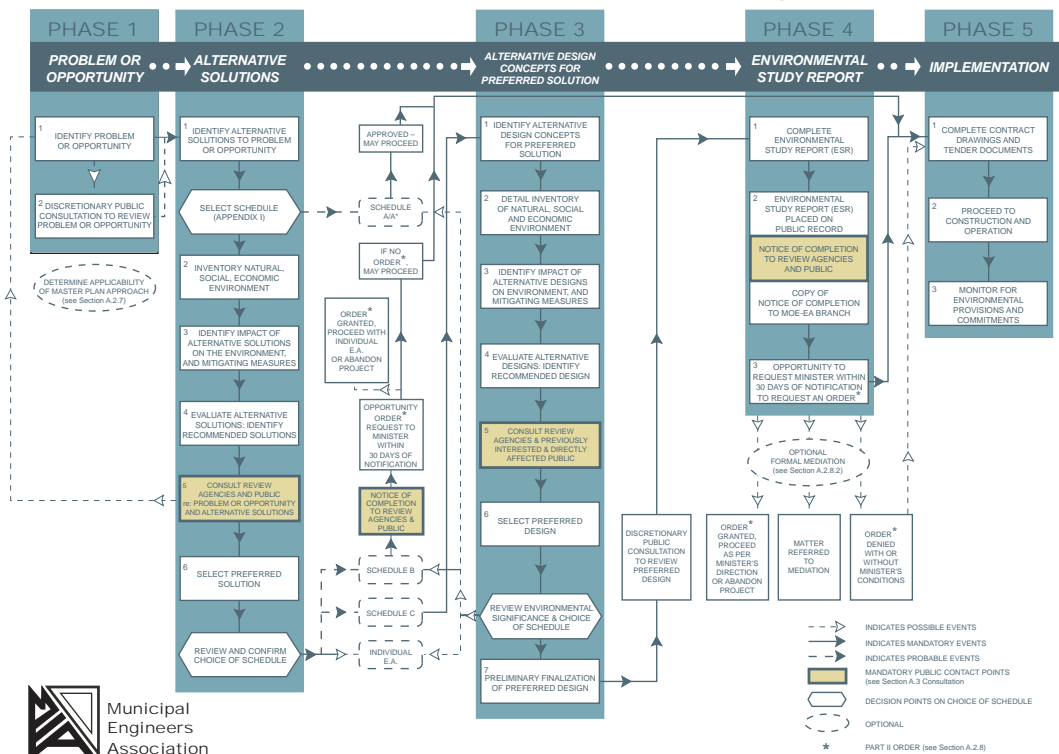 PHASE 1
PHASE 2
PHASE 3
PHASE 4
PHASE 5
PROBLEM OR
OPPORTUNITY
ALTERNATIVE
SOLUTIONS
ALTERNATIVE DESIGN
CONCEPTS FOR
PREFERRED SOLUTION
ENVIRONMENTAL
STUDY REPORT
IMPLEMENTATION
1
IDENTIFY PROBLEM
OR OPPORTUNITY
2 DISCRETIONARY PUBLIC
CONSULTATION TO REVIEW
PROBLEM OR OPPORTUNITY
DETERMINE APPLICABILITY
OF MASTER PLAN APPROACH
(see Section A.2.7)
1
IDENTIFY ALTERNATIVE
SOLUTIONS TO PROBLEM
OR OPPORTUNITY
SELECT SCHEDULE
(APPENDIX I)
2
INVENTORY NATURAL,
SOCIAL, ECONOMIC
ENVIRONMENT
3
IDENTIFY IMPACT OF
ALTERNATIVE SOLUTIONS
ON THE ENVIRONMENT,
AND MITIGATING MEASURES
4
EVALUATE ALTERNATIVE
SOLUTIONS: IDENTIFY
RECOMMENDED SOLUTIONS
5
CONSULT REVIEW
AGENCIES AND PUBLIC
re: PROBLEM OR OPPORTUNITY
AND ALTERNATIVE SOLUTIONS
6
SELECT PREFERRED
SOLUTION
REVIEW AND CONFIRM
CHOICE OF SCHEDULE
APPROVED –
MAY PROCEED
SCHEDULE
A/A+
IF NO
ORDER*,
MAY PROCEED
ORDER*
GRANTED,
PROCEED WITH
INDIVIDUAL
E.A.
OR ABANDON
PROJECT
OPPORTUNITY
ORDER*
REQUEST TO
MINISTER
WITHIN
30 DAYS OF
NOTIFICATION
NOTICE OF
COMPLETION
TO REVIEW
AGENCIES &
PUBLIC
SCHEDULE B
SCHEDULE C
INDIVIDUAL
E.A.
1
IDENTIFY ALTERNATIVE
DESIGN CONCEPTS
FOR PREFERRED
SOLUTION
2
DETAIL INVENTORY
OF NATURAL, SOCIAL
AND ECONOMIC
ENVIRONMENT
3
IDENTIFY IMPACT OF
ALTERNATIVE DESIGNS
ON ENVIRONMENT, AND
MITIGATING MEASURES
4
EVALUATE ALTERNATIVE
DESIGNS: IDENTIFY
RECOMMENDED DESIGN
5
CONSULT REVIEW
AGENCIES & PREVIOUSLY
INTERESTED & DIRECTLY
AFFECTED PUBLIC
6
SELECT PREFERRED
DESIGN
REVIEW ENVIRONMENTAL
SIGNIFICANCE & CHOICE
OF SCHEDULE
7
PRELIMINARY FINALIZATION
OF PREFERRED DESIGN
DISCRETIONARY
PUBLIC
CONSULTATION
TO REVIEW
PREFERRED
DESIGN
1
COMPLETE
ENVIRONMENTAL
STUDY REPORT (ESR)
2
ENVIRONMENTAL
STUDY REPORT (ESR)
PLACED ON
PUBLIC RECORD
NOTICE OF COMPLETION
TO REVIEW AGENCIES
AND PUBLIC
COPY OF
NOTICE OF COMPLETION
TO MOE-EA BRANCH
3
OPPORTUNITY TO
REQUEST MINISTER WITHIN
30 DAYS OF NOTIFICATION
TO REQUEST AN ORDER*
OPTIONAL
FORMAL MEDIATION
(see Section A.2.8.2)
ORDER*
GRANTED,
PROCEED
AS PER
MINISTER'S
DIRECTION
OR ABANDON
PROJECT
MATTER
REFERRED
TO
MEDIATION
ORDER*
DENIED
WITH OR
WITHOUT
MINISTER'S
CONDITIONS
1
COMPLETE CONTRACT
DRAWINGS AND
TENDER DOCUMENTS
2
PROCEED TO
CONSTRUCTION AND
OPERATION
3
MONITOR FOR
ENVIRONMENTAL
PROVISIONS AND
COMMITMENTS
INDICATES POSSIBLE EVENTS
INDICATES MANDATORY EVENTS
INDICATES PROBABLE EVENTS
MANDATORY PUBLIC CONTACT POINTS
(see Section A.3 Consultation
DECISION POINTS ON CHOICE OF SCHEDULE
OPTIONAL
* PART II ORDER (see Section A.2.8)
Municipal
Engineers
Association